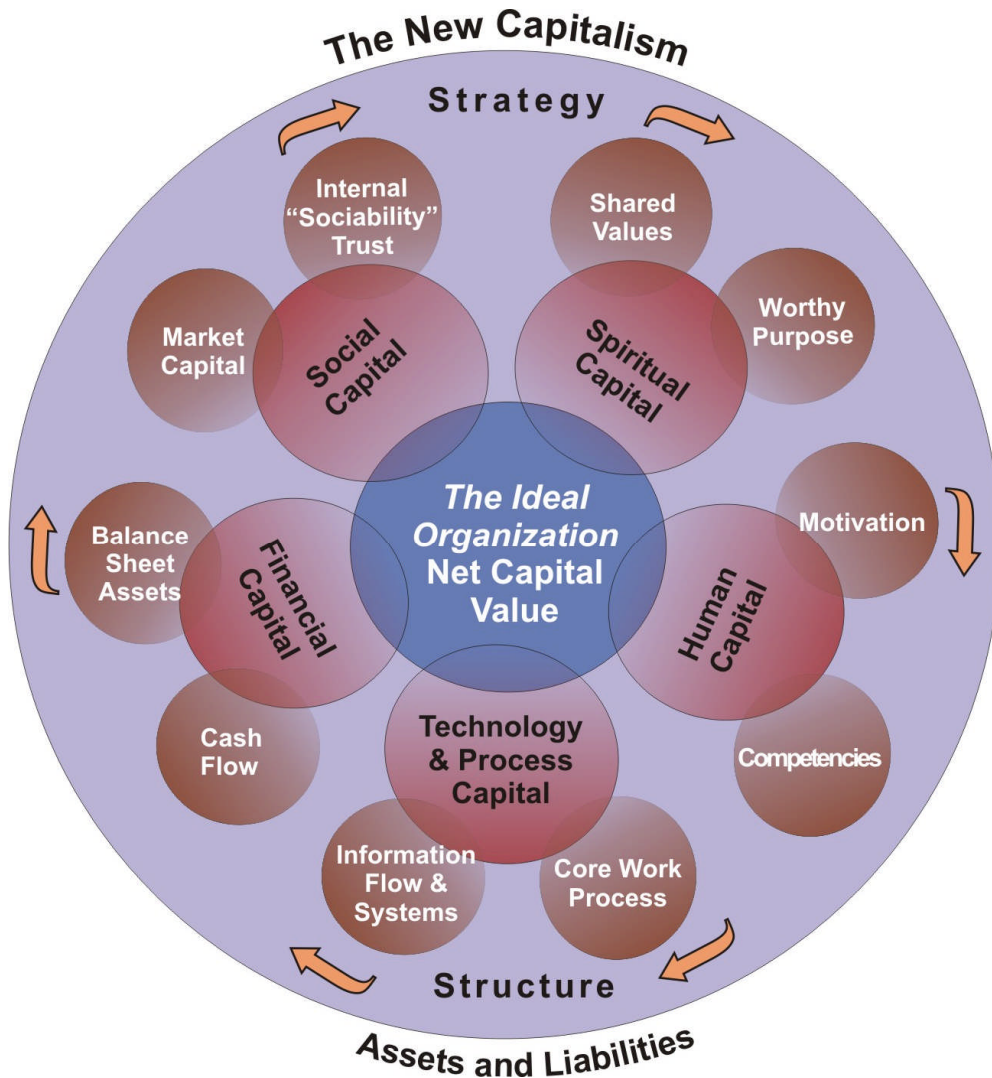 The New Capitalism
Strategy
Internal
“Sociability”
Trust
Shared
Values
Market
Capital
Social
Capital
Spiritual
Capital
Worthy
Purpose
Balance
Sheet
Assets
Financial
Capital
The Ideal
Organization
Net Capital
Value
Human
Capital
Motivation
Cash
Flow
Technology
& Process
Capital
Competencies
Information
Flow &
Systems
Core Work
Process
Structure
Assets and Liabilities